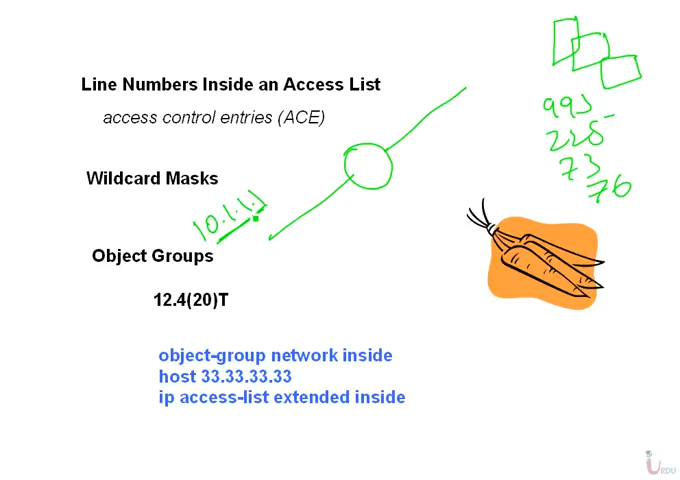 Line Numbers Inside an Access List
access control entries (ACE)
993
225
73
76
Wildcard Masks
10.1.1.1
Object Groups
12.4(20)T
object-group network inside
host 33.33.33.33
ip access-list extended inside
iURDU